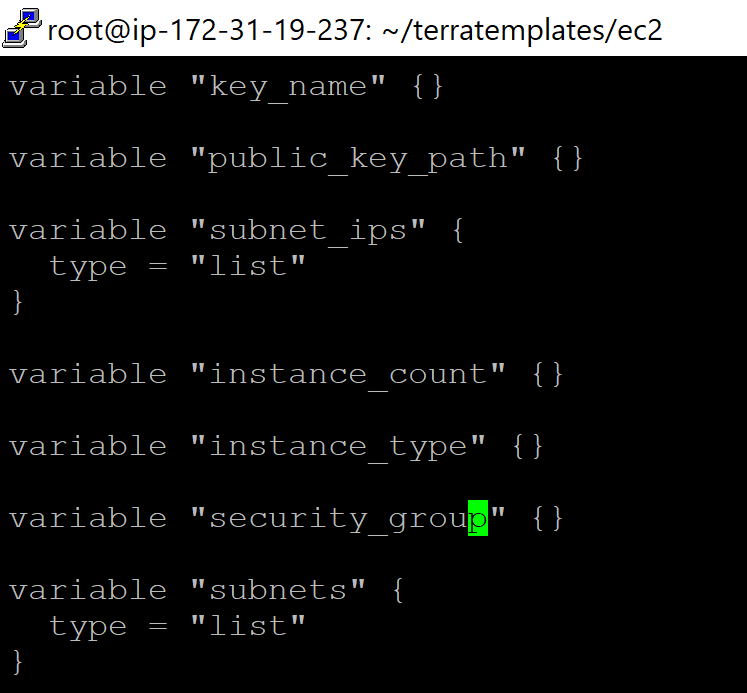 root@ip-172-31-19-237: ~/terratemplates/ec2
variable "key_name" {}
variable "public_key_path" {}
variable "subnet_ips" {
  type = "list"
}
variable "instance_count" {}
variable "instance_type" {}
variable "security_group" {}
variable "subnets" {
  type = "list"
}